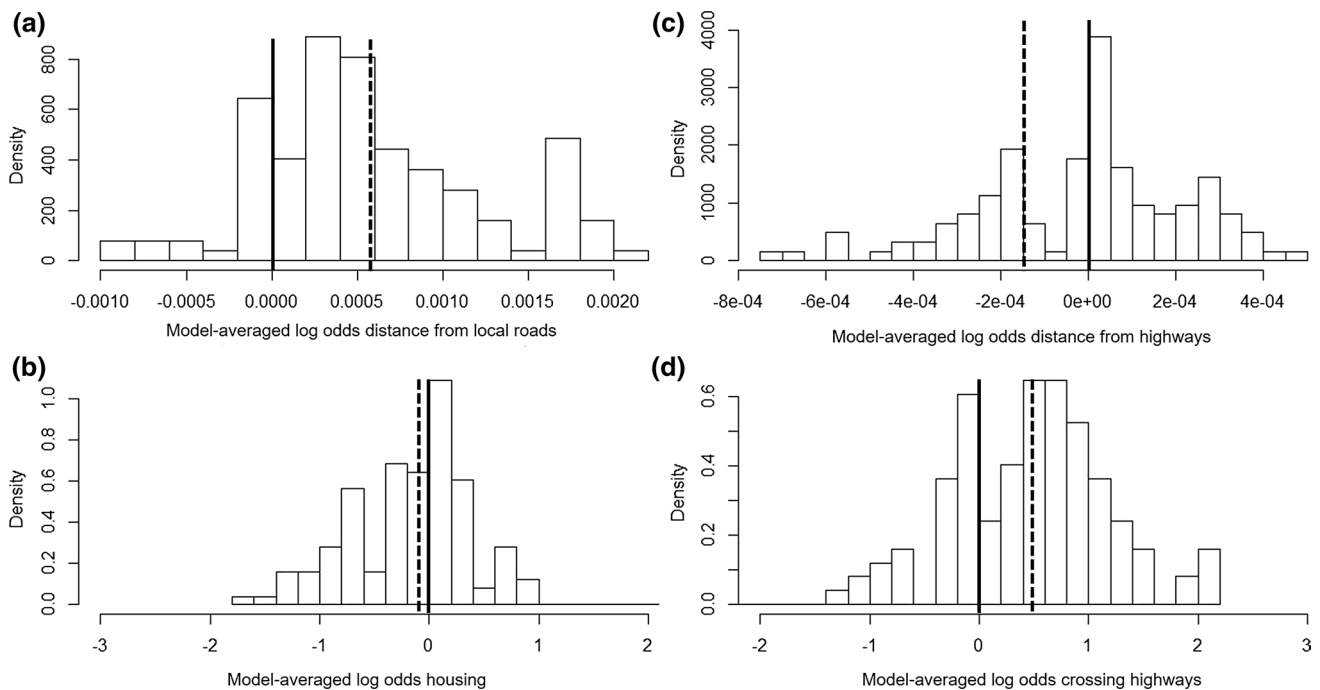 (a)
Density
0
200
400
600
800
-0.0010 -0.0005 0.0000 0.0005 0.0010 0.0015 0.0020
Model-averaged log odds distance from local roads
(c)
Density
0
1000
2000
3000
4000
-8e-04 -6e-04 -4e-04 -2e-04 0e+00 2e-04 4e-04
Model-averaged log odds distance from highways
(b)
Density
0.0
0.2
0.4
0.6
0.8
1.0
-3 -2 -1 0 1 2
Model-averaged log odds housing
(d)
Density
0.0
0.2
0.4
0.6
-2 -1 0 1 2 3
Model-averaged log odds crossing highways